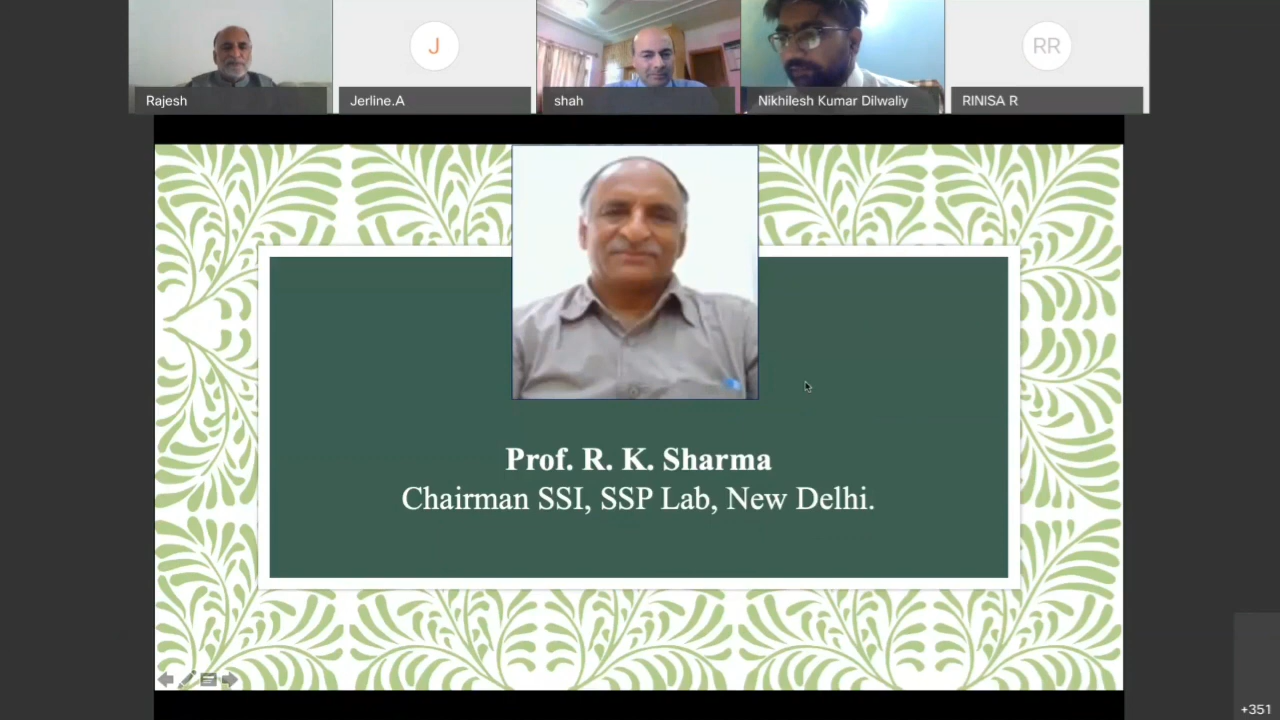 J
RR
Rajesh
Jerline.A
shah
Nikhilesh Kumar Dilwaliy
RINISA R
Prof. R. K. Sharma
Chairman SSI, SSP Lab, New Delhi.
+351